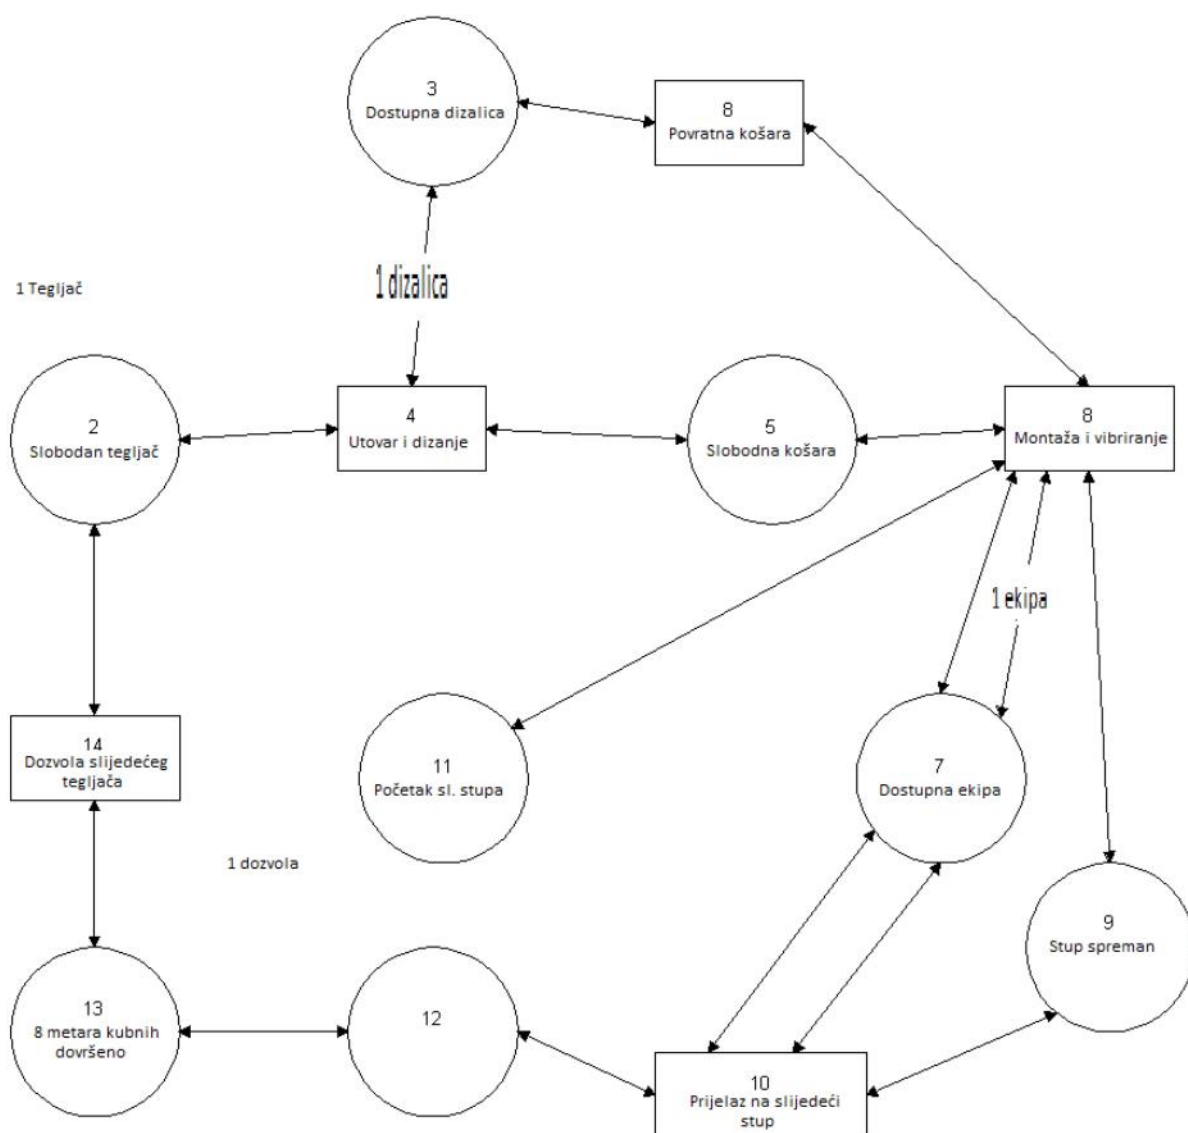 3
Dostupna dizalica
8
Povratna košara
1 dizalica
1 Tegljač
2
Slobodan tegljač
4
Utovar i dizanje
5
Slobodna košara
8
Montaža i vibriranje
1 ekipa
14
Dozvola slijedećeg
tegljača
11
Početak sl. stupa
7
Dostupna ekipa
1 dozvola
9
Stup spreman
13
8 metara kubnih
dovršeno
12
10
Prijelaz na slijedeći
stup